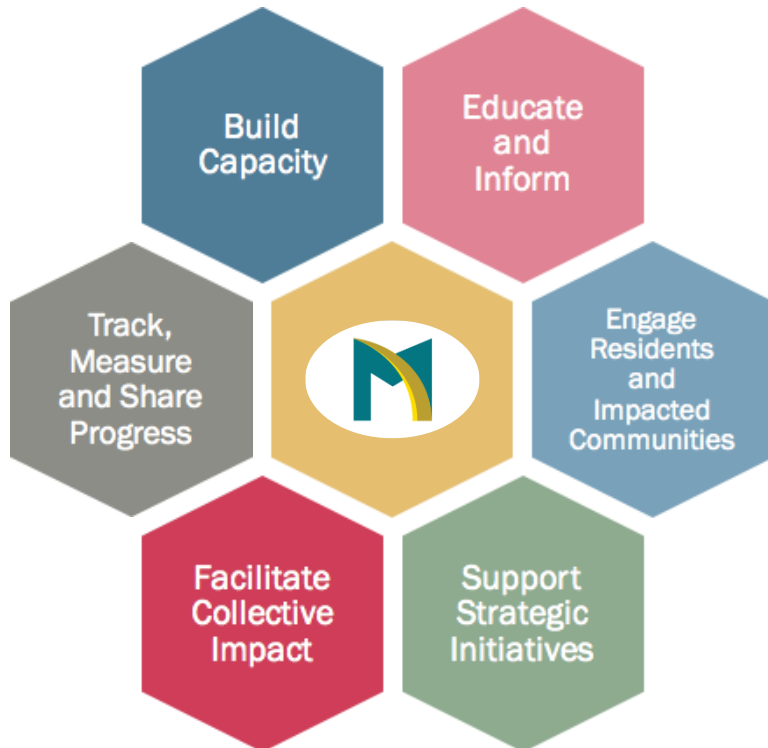 Build
Capacity
Educate
and
Inform
Track,
Measure
and Share
Progress
M
Engage
Residents
and
Impacted
Communities
Facilitate
Collective
Impact
Support
Strategic
Initiatives